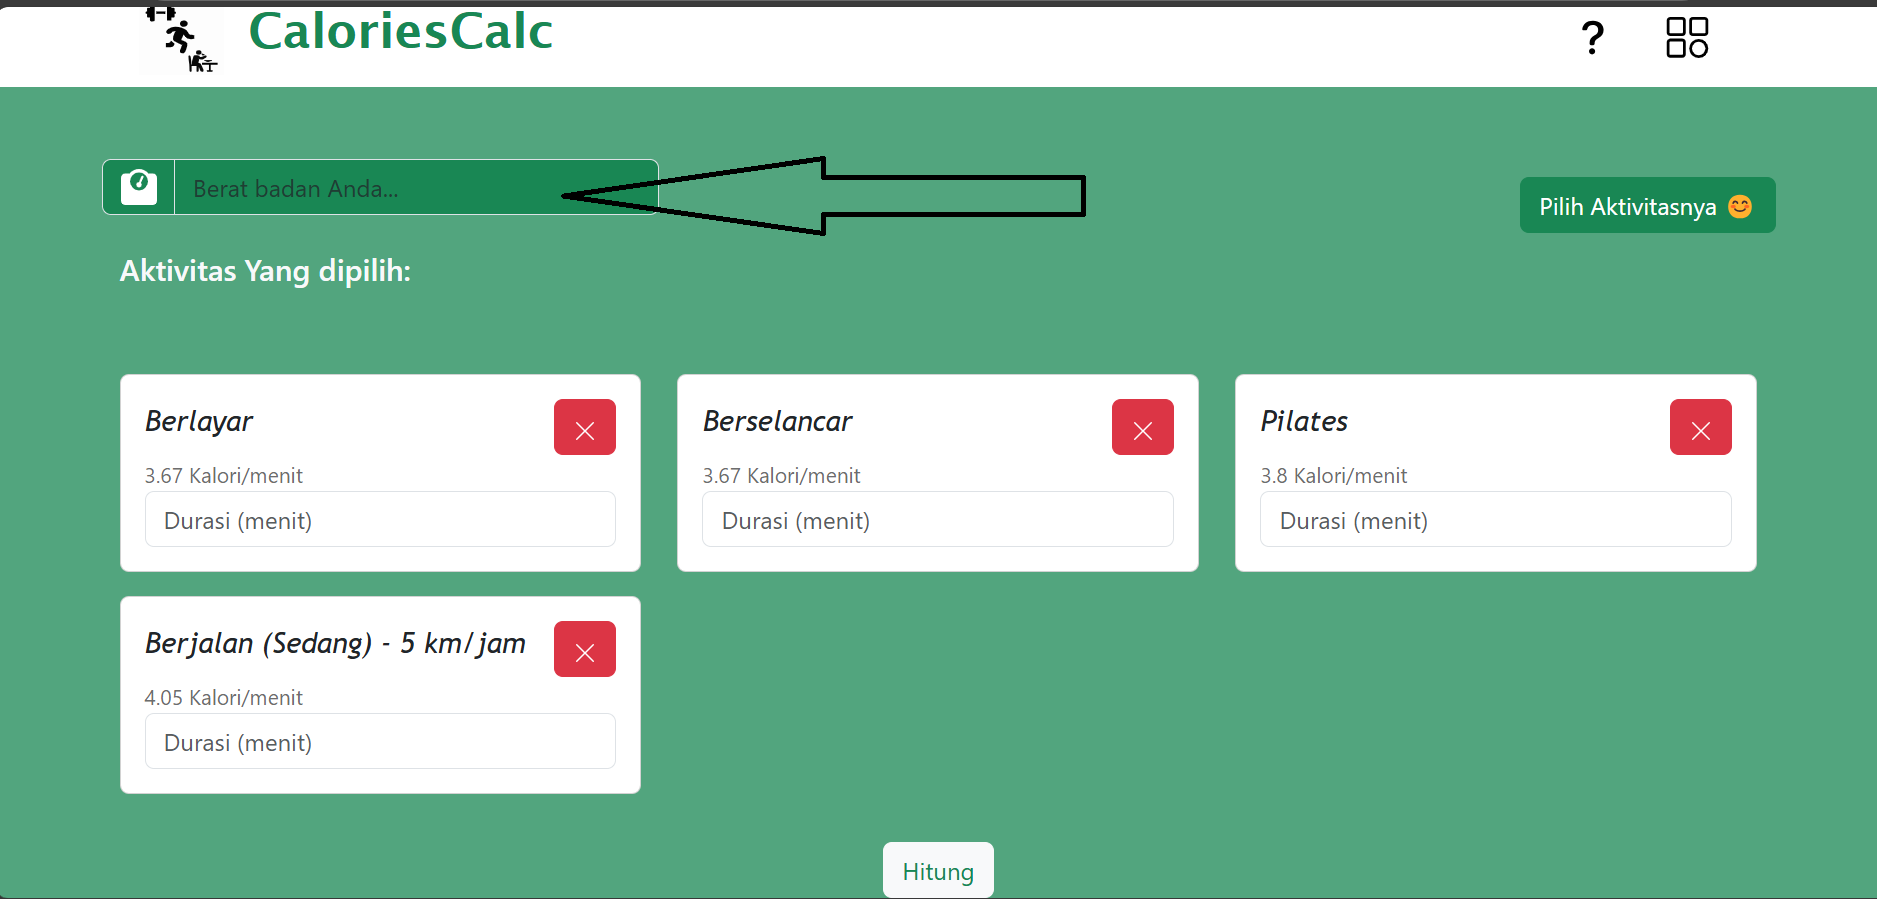 CaloriesCalc
?
Berat badan Anda...
Pilih Aktivitasnya 😊
Aktivitas Yang dipilih:
Berlayar
3.67 Kalori/menit
Durasi (menit)
Berselancar
3.67 Kalori/menit
Durasi (menit)
Pilates
3.8 Kalori/menit
Durasi (menit)
Berjalan (Sedang) - 5 km/jam
4.05 Kalori/menit
Durasi (menit)
Hitung